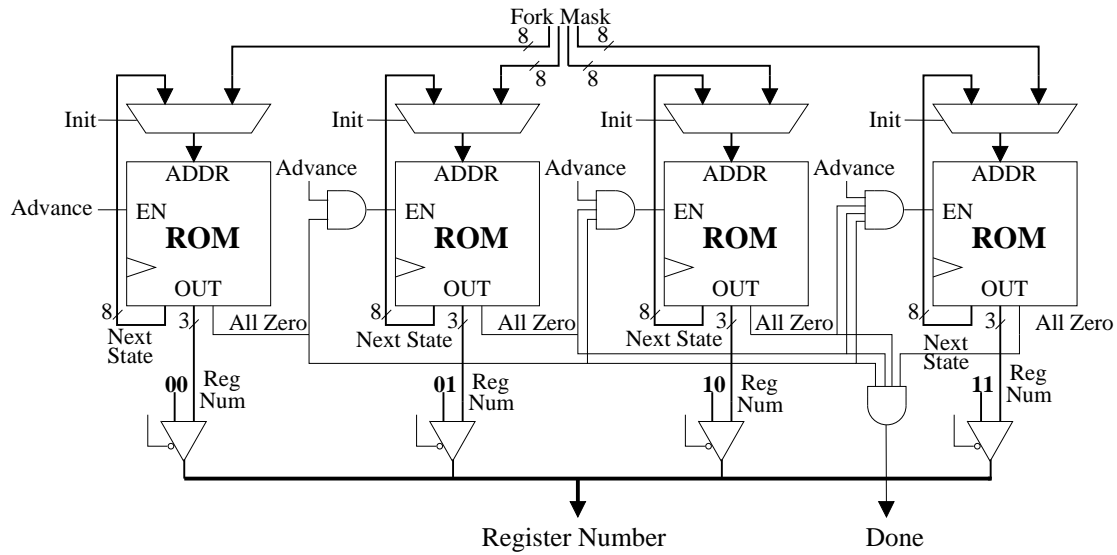 Fork Mask
8 8
8 8
Init Init Init Init
Advance Advance Advance
ADDR ADDR ADDR ADDR
Advance EN EN EN EN
ROM ROM ROM ROM
OUT OUT OUT OUT
8 3 All Zero 8 3 All Zero 8 3 All Zero 8 3 All Zero
Next State Next State Next State Next State
00 Reg Num 01 Reg Num 10 Reg Num 11 Reg Num
Register Number Done